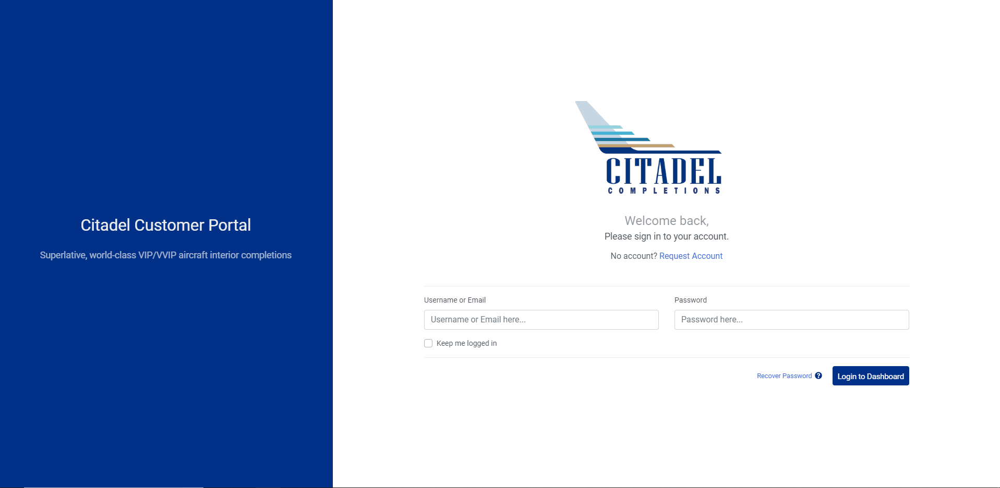 Citadel Customer Portal
Superlative, world-class VIP/VVIP aircraft interior completions
CITADEL
COMPLETIONS
Welcome back,
Please sign in to your account.
No account? Request Account
Username or Email
Password
Username or Email here...
Password here...
Keep me logged in
Recover Password ?
Login to Dashboard